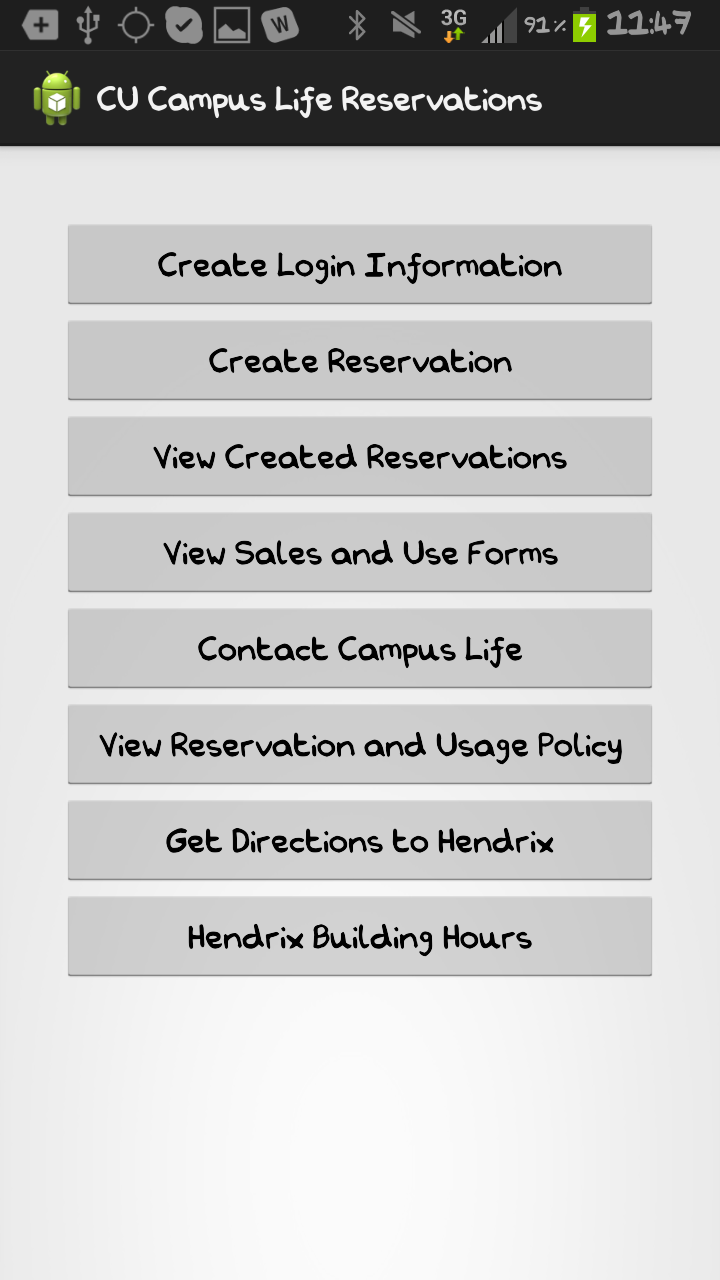 W 3G 91% 11:47
CU Campus Life Reservations
Create Login Information
Create Reservation
View Created Reservations
View Sales and Use Forms
Contact Campus Life
View Reservation and Usage Policy
Get Directions to Hendrix
Hendrix Building Hours